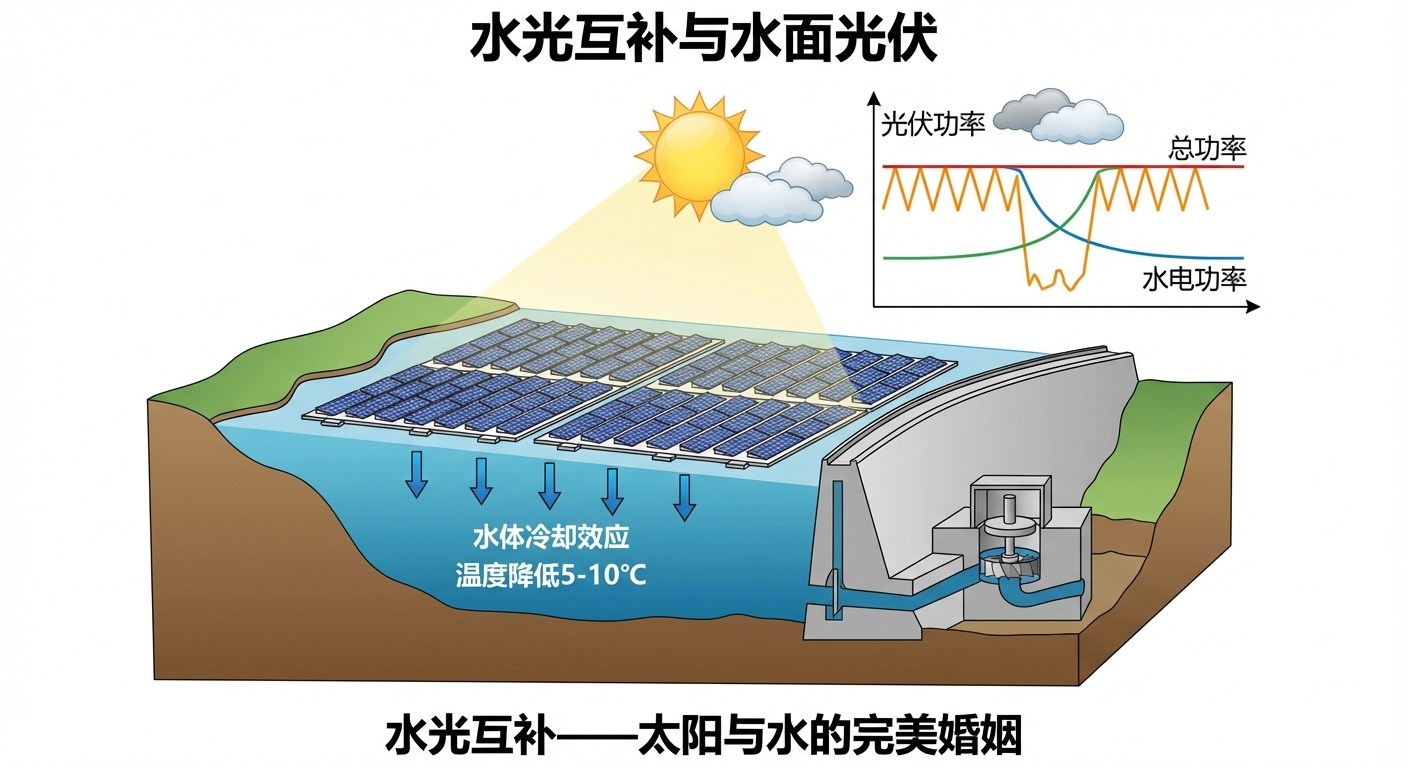 水光互补与水面光伏
光伏功率
总功率
水电功率
水体冷却效应
温度降低5-10℃
水光互补——太阳与水的完美婚姻